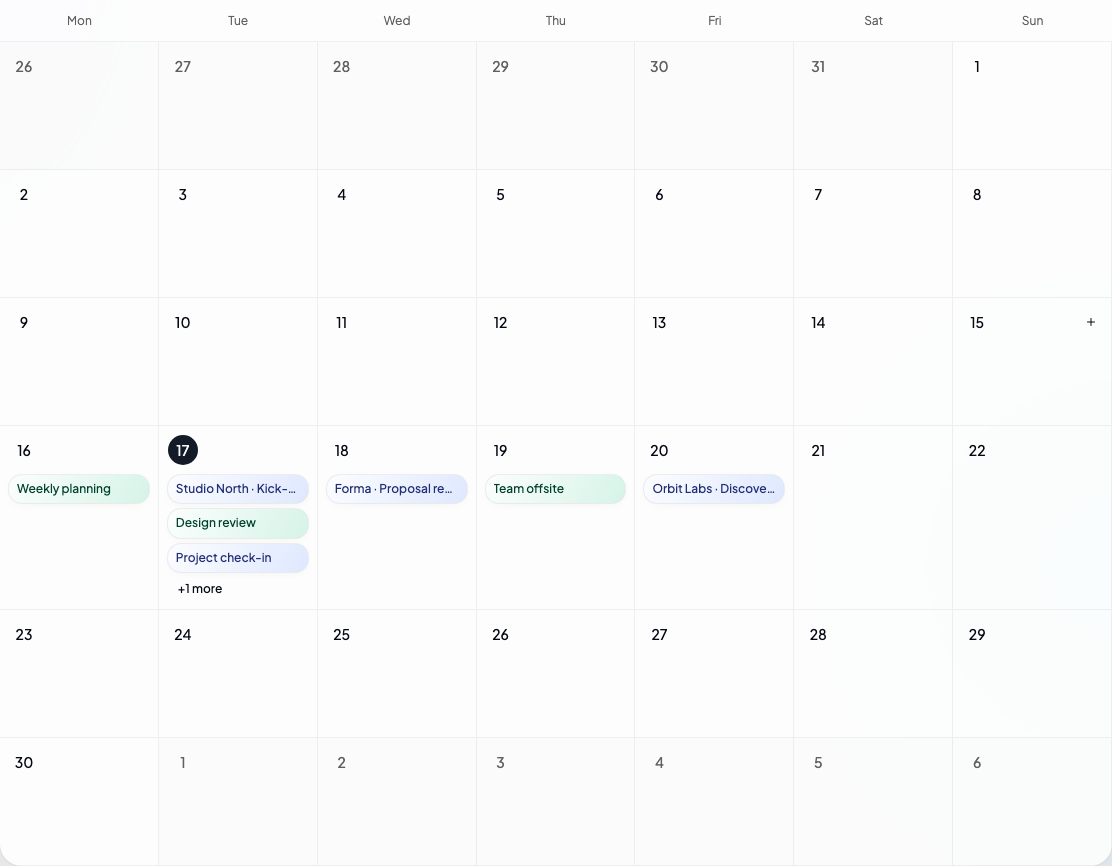 Mon Tue Wed Thu Fri Sat Sun
26 27 28 29 30 31 1
2 3 4 5 6 7 8
9 10 11 12 13 14 15 +
16 17 18 19 20 21 22
Weekly planning Studio North · Kick-... Forma · Proposal re... Team offsite Orbit Labs · Discove...
Design review
Project check-in
+1 more
23 24 25 26 27 28 29
30 1 2 3 4 5 6